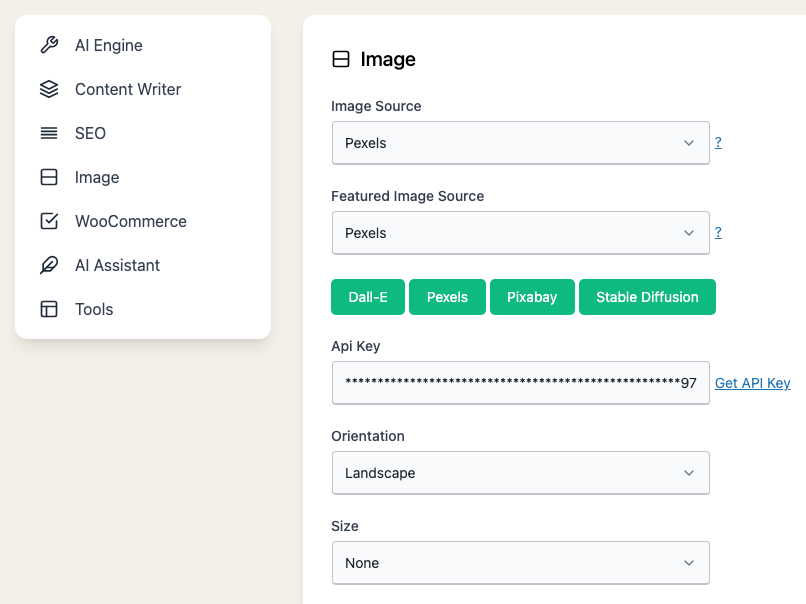 AI Engine
Content Writer
SEO
Image
WooCommerce
AI Assistant
Tools
Image
Image Source
Pexels
?
Featured Image Source
Pexels
?
Dall-E Pexels Pixabay Stable Diffusion
Api Key
****************************************************97 Get API Key
Orientation
Landscape
Size
None